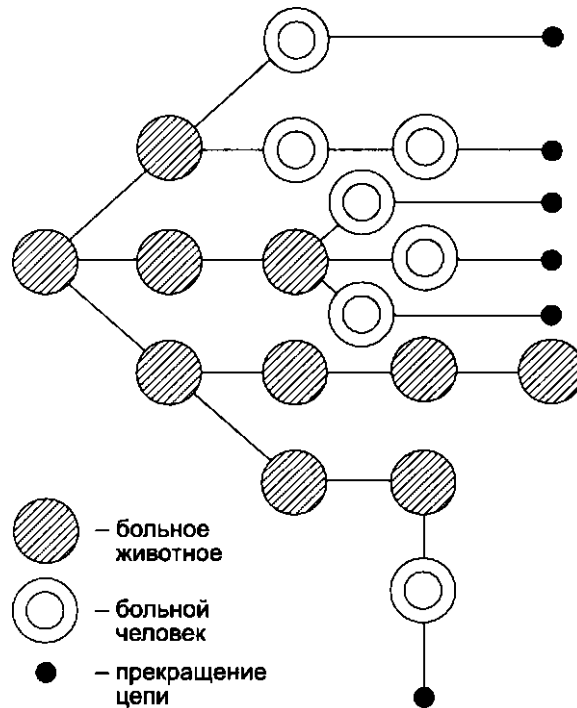 – больное
животное
– больной
человек
– прекращение
цепи